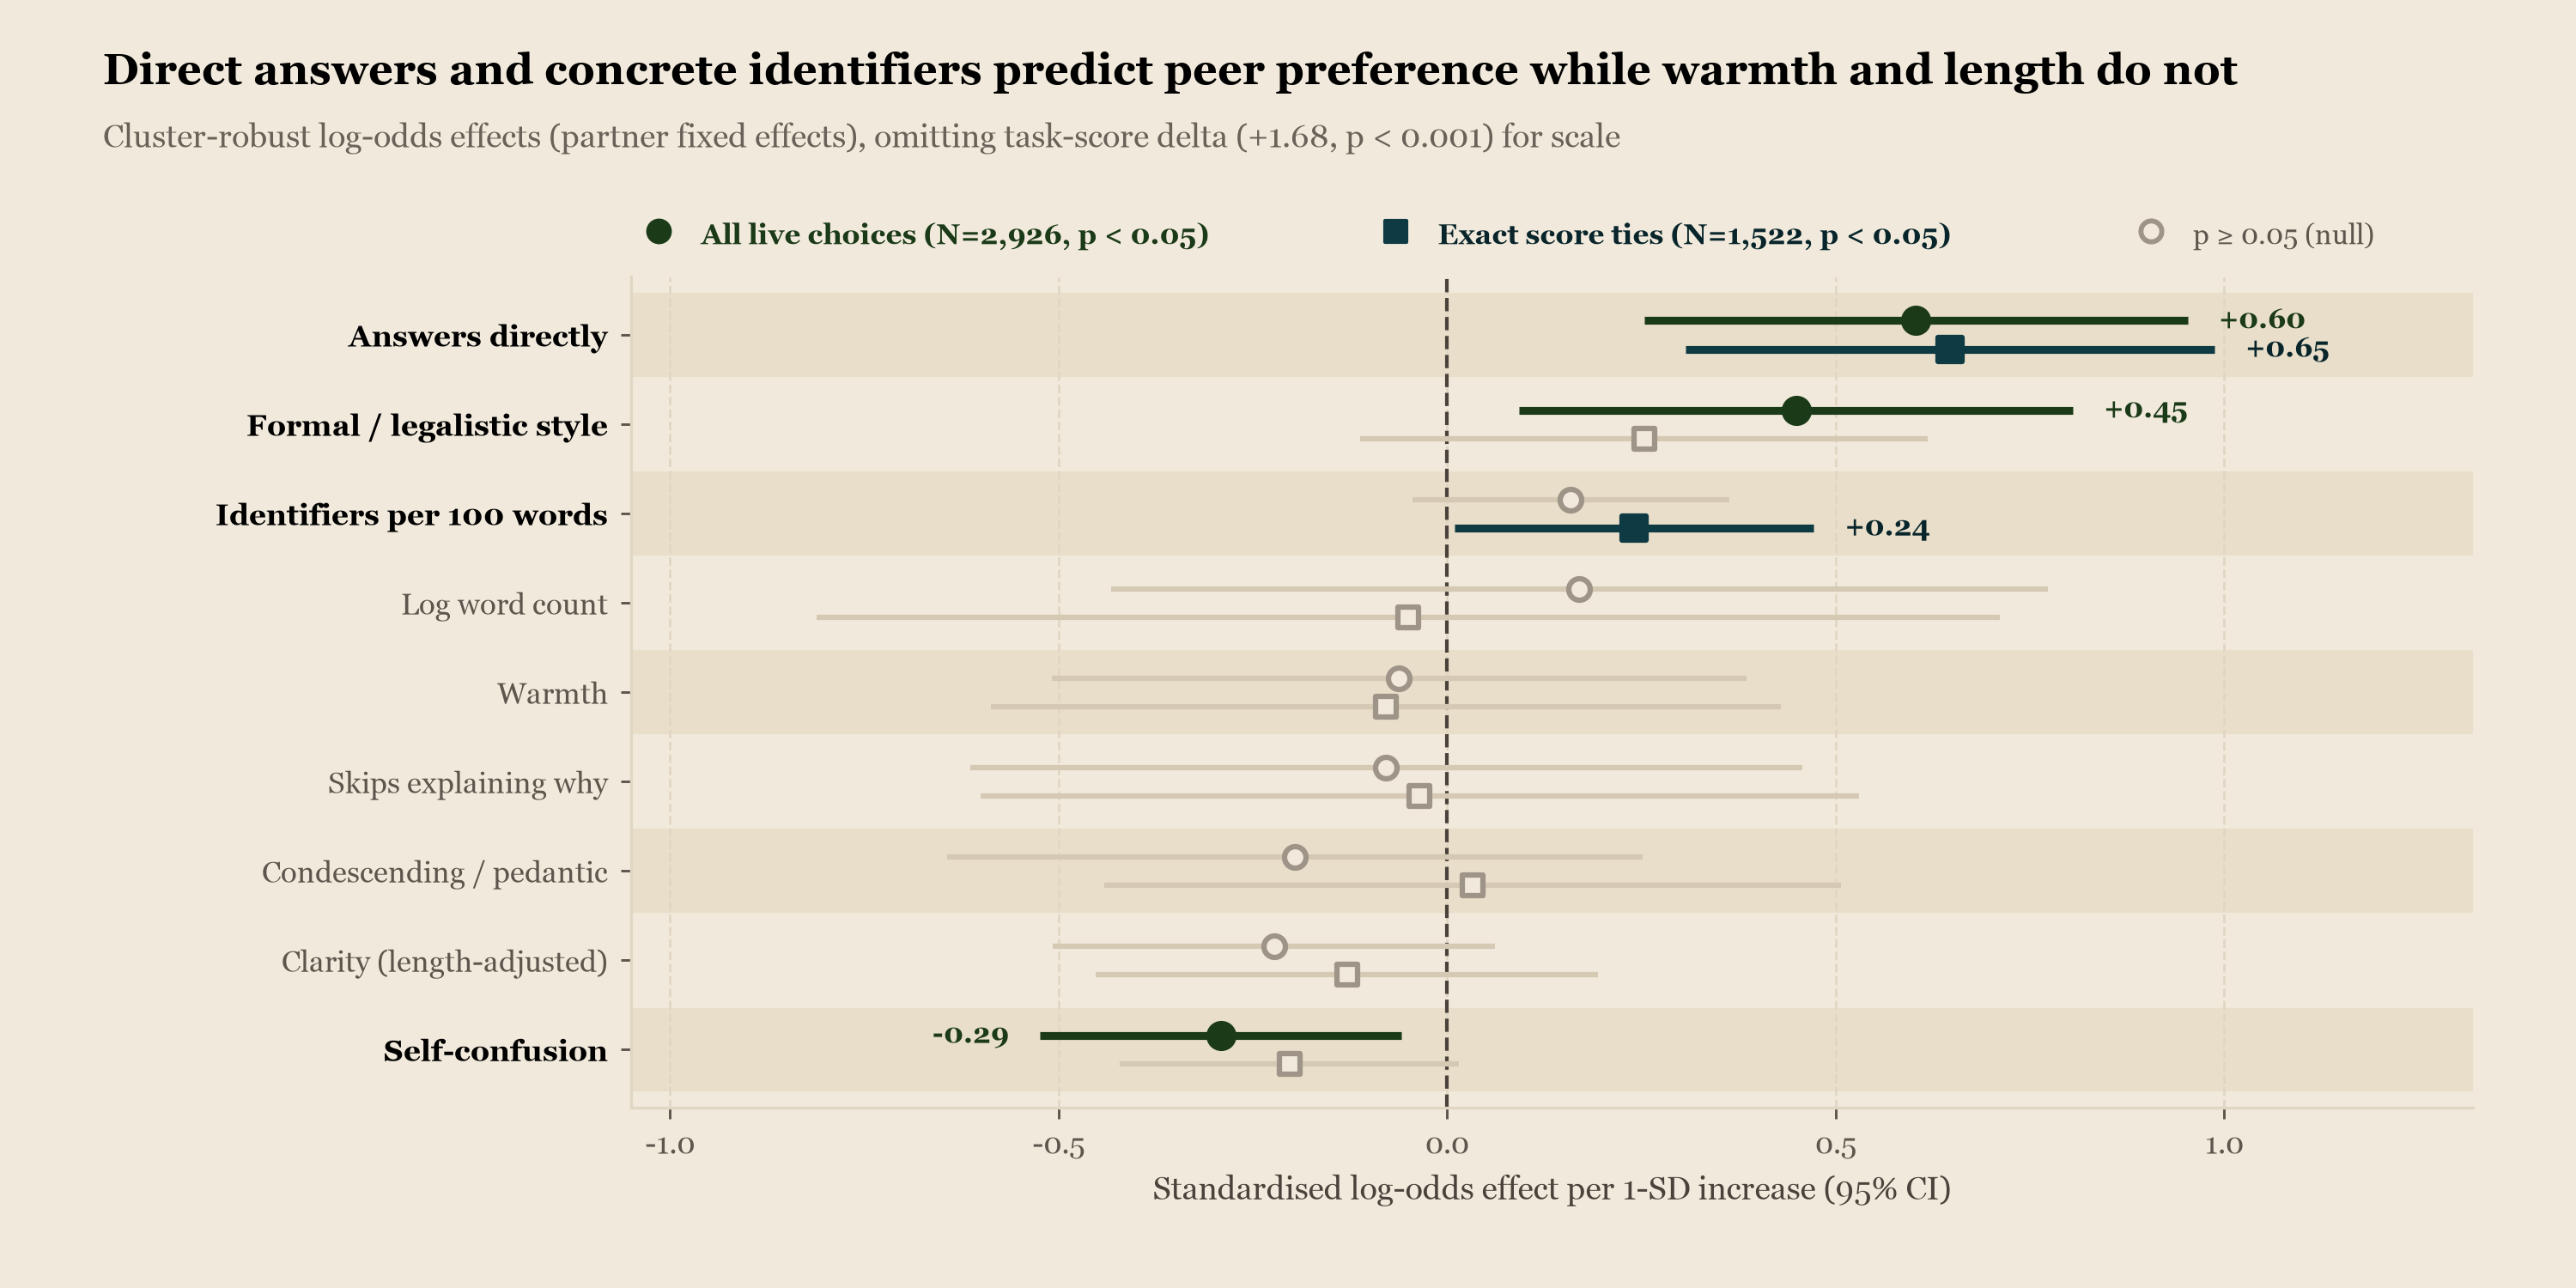 Direct answers and concrete identifiers predict peer preference while warmth and length do not
Cluster-robust log-odds effects (partner fixed effects), omitting task-score delta (+1.68, p < 0.001) for scale
All live choices (N=2,926, p < 0.05)
Exact score ties (N=1,522, p < 0.05)
p ≥ 0.05 (null)
Answers directly
+0.60
+0.65
Formal / legalistic style
+0.45
Identifiers per 100 words
+0.24
Log word count
Warmth
Skips explaining why
Condescending / pedantic
Clarity (length-adjusted)
Self-confusion
-0.29
-1.0
-0.5
0.0
0.5
1.0
Standardised log-odds effect per 1-SD increase (95% CI)